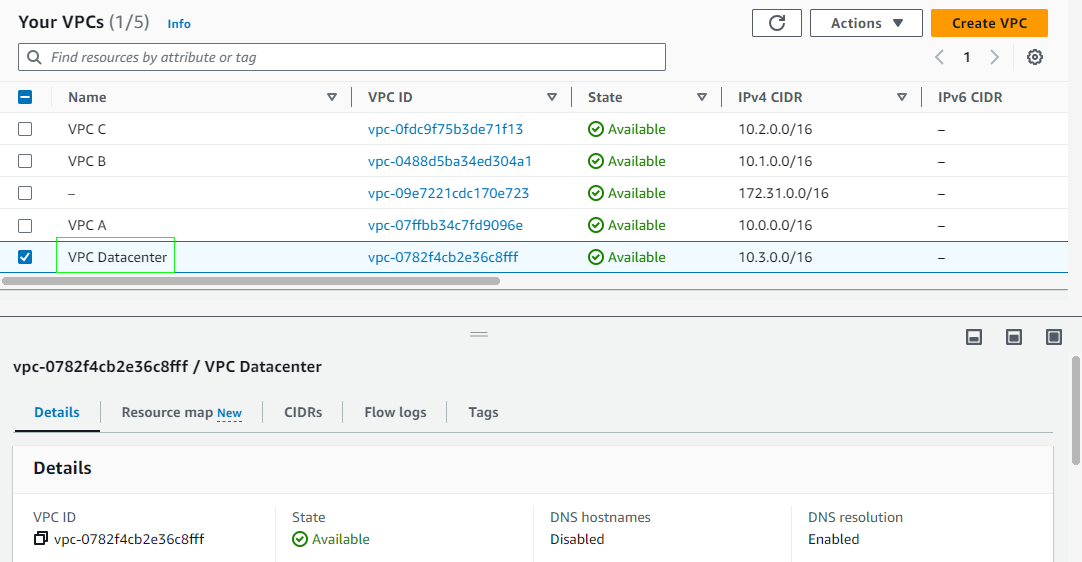 Your VPCs (1/5) Info
Actions Create VPC
Find resources by attribute or tag
1
Name VPC ID State IPv4 CIDR IPv6 CIDR
VPC C vpc-0fdc9f75b3de71f13 Available 10.2.0.0/16 –
VPC B vpc-0488d5ba34ed304a1 Available 10.1.0.0/16 –
– vpc-09e7221cdc170e723 Available 172.31.0.0/16 –
VPC A vpc-07ffbb34c7fd9096e Available 10.0.0.0/16 –
VPC Datacenter vpc-0782f4cb2e36c8fff Available 10.3.0.0/16 –
vpc-0782f4cb2e36c8fff / VPC Datacenter
Details Resource map New CIDRs Flow logs Tags
Details
VPC ID State DNS hostnames DNS resolution
vpc-0782f4cb2e36c8fff Available Disabled Enabled